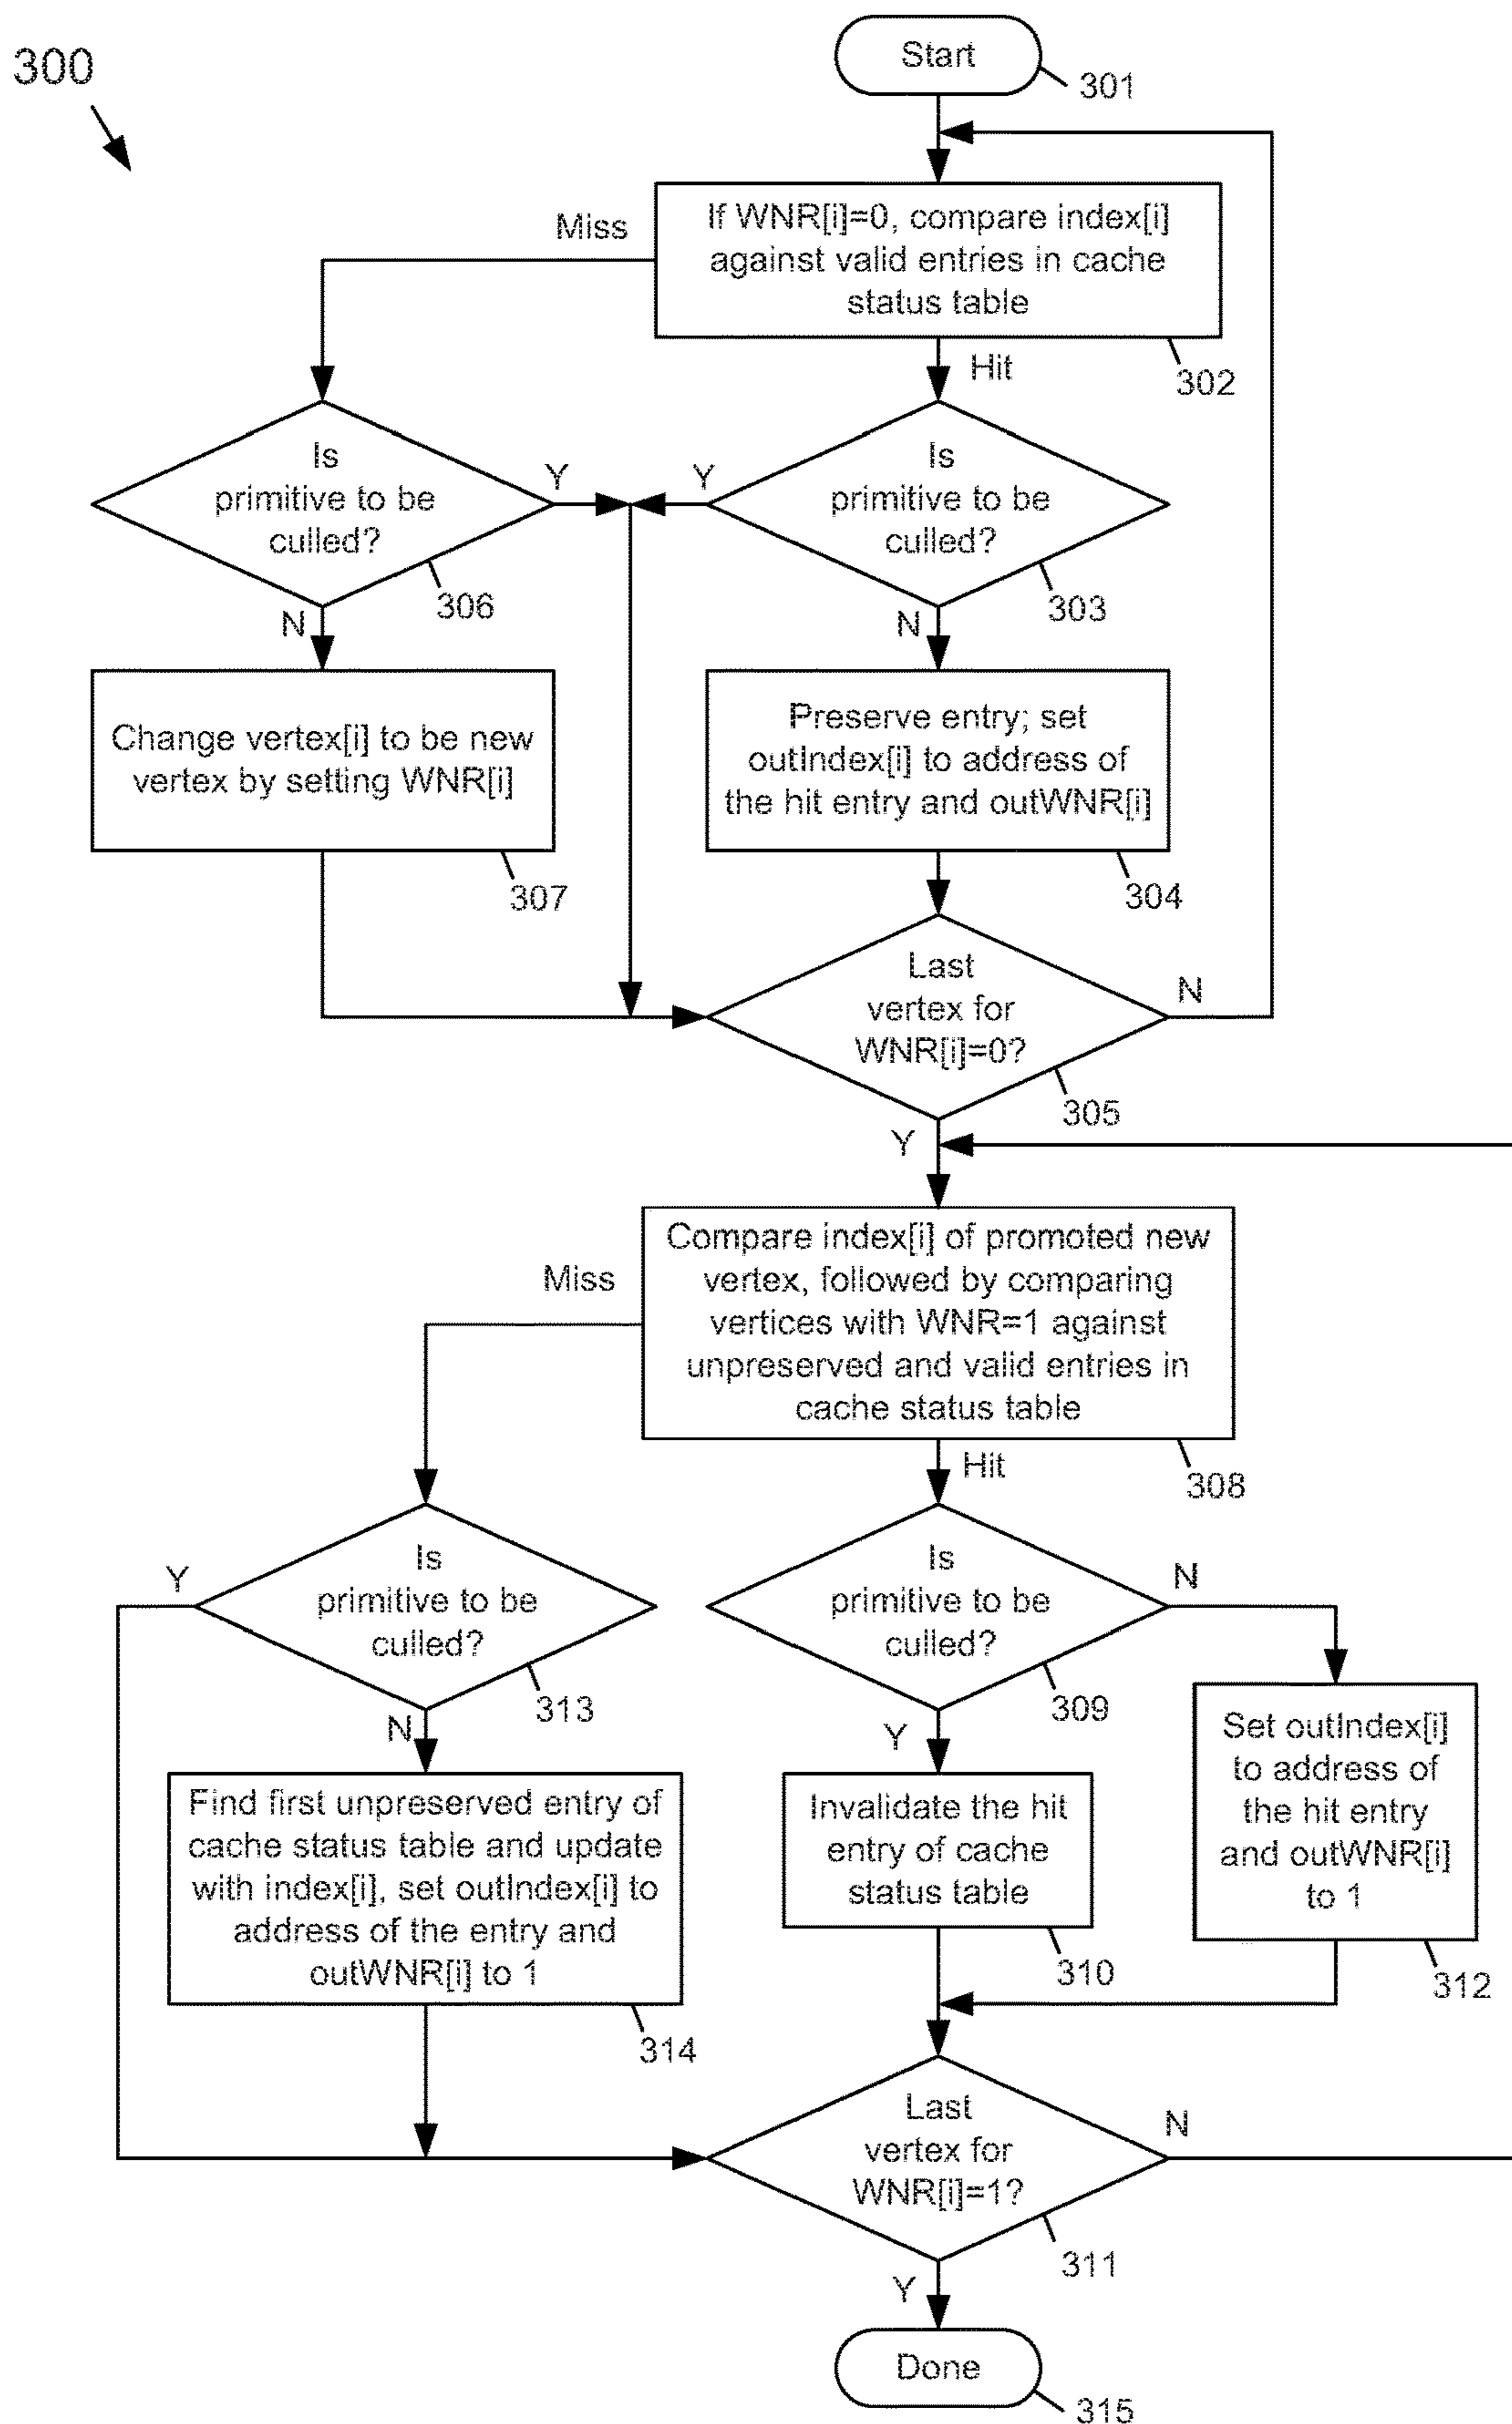 300
Start
301
If WNR[i]=0, compare index[i]
against valid entries in cache
status table
302
Miss
Hit
Is
primitive to be
culled?
306
Y
Y
Is
primitive to be
culled?
303
N
N
Change vertex[i] to be new
vertex by setting WNR[i]
307
Preserve entry; set
outIndex[i] to address of
the hit entry and outWNR[i]
304
Last
vertex for
WNR[i]=0?
305
N
Y
Compare index[i] of promoted new
vertex, followed by comparing
vertices with WNR=1 against
unpreserved and valid entries in
cache status table
308
Miss
Hit
Is
primitive to be
culled?
313
Y
Is
primitive to be
culled?
309
N
N
Y
Find first unpreserved entry of
cache status table and update
with index[i], set outIndex[i] to
address of the entry and
outWNR[i] to 1
314
Invalidate the hit
entry of cache
status table
310
Set outIndex[i]
to address of
the hit entry
and outWNR[i]
to 1
312
Last
vertex for
WNR[i]=1?
311
N
Y
Done
315